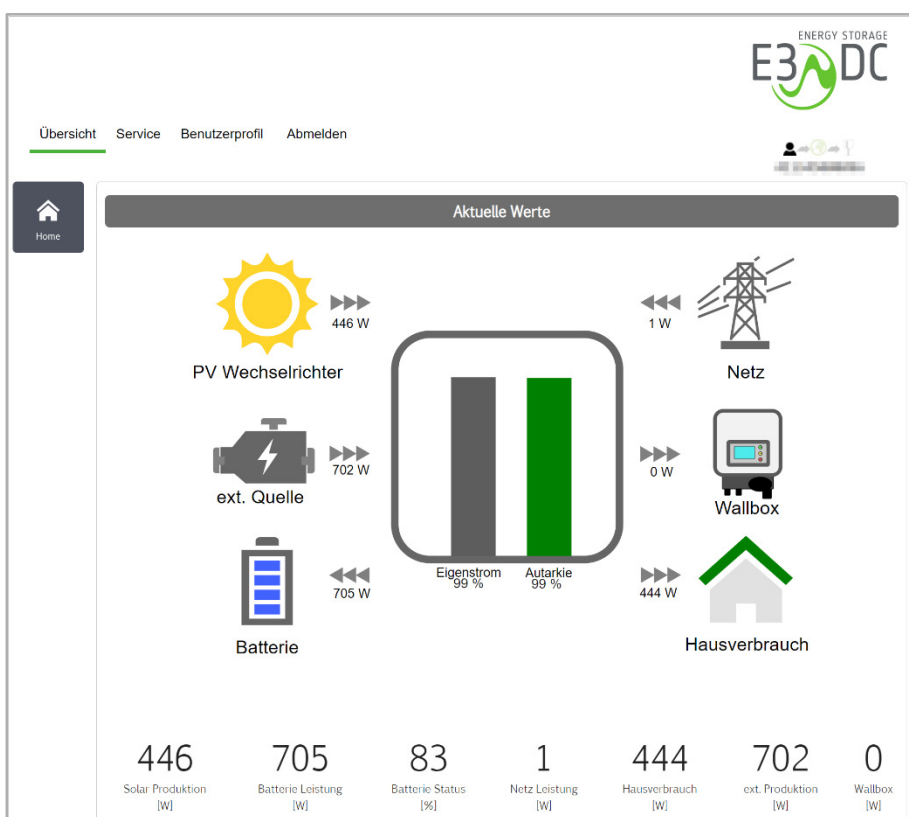 ENERGY STORAGE
E3 DC
Übersicht Service Benutzerprofil Abmelden
Home
Aktuelle Werte
446 W
1 W
PV Wechselrichter
Netz
702 W
0 W
ext. Quelle
Wallbox
Eigenstrom
99 %
Autarkie
99 %
705 W
444 W
Batterie
Hausverbrauch
446 705 83 1 444 702 0
Solar Produktion Batterie Leistung Batterie Status Netz Leistung Hausverbrauch ext. Produktion Wallbox
[W] [W] [%] [W] [W] [W] [W]